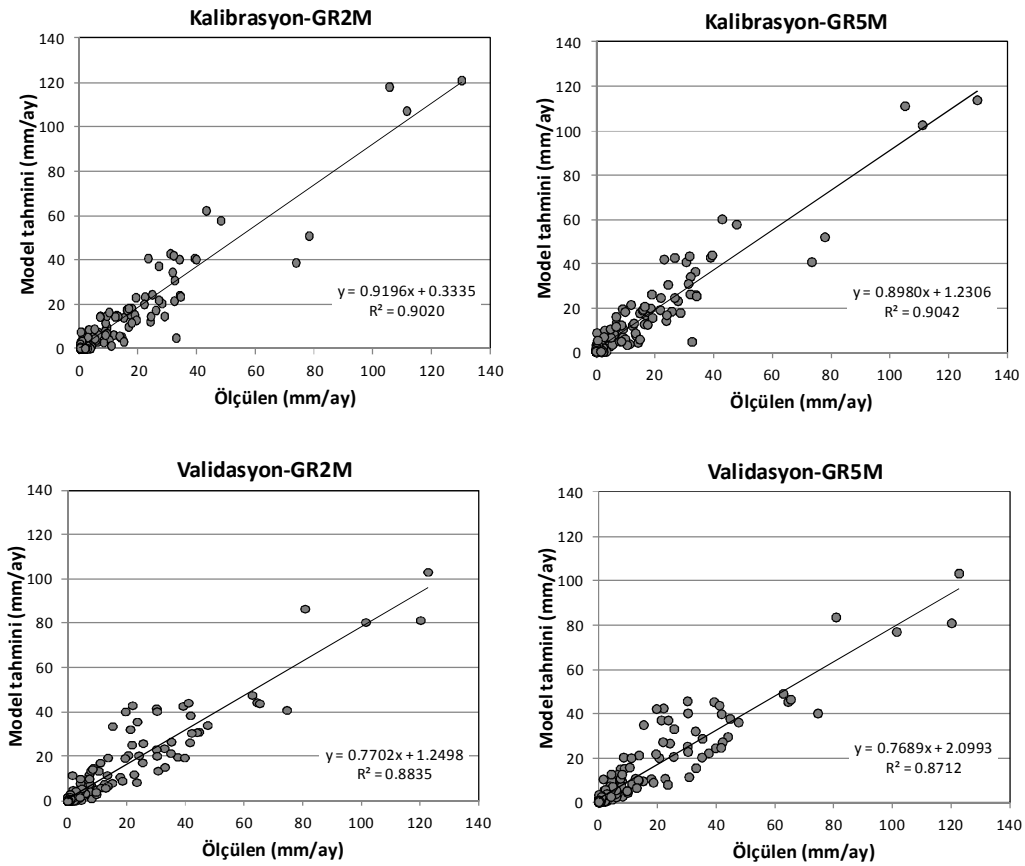 Kalibrasyon-GR2M
140
120
100
80
60
40
20
0
Model tahmini (mm/ay)
y = 0.9196x + 0.3335
R² = 0.9020
0 20 40 60 80 100 120 140
Ölçülen (mm/ay)
Kalibrasyon-GR5M
140
120
100
80
60
40
20
0
Model tahmini (mm/ay)
y = 0.8980x + 1.2306
R² = 0.9042
0 20 40 60 80 100 120 140
Ölçülen (mm/ay)
Validasyon-GR2M
140
120
100
80
60
40
20
0
Model tahmini (mm/ay)
y = 0.7702x + 1.2498
R² = 0.8835
0 20 40 60 80 100 120 140
Ölçülen (mm/ay)
Validasyon-GR5M
140
120
100
80
60
40
20
0
Model tahmini (mm/ay)
y = 0.7689x + 2.0993
R² = 0.8712
0 20 40 60 80 100 120 140
Ölçülen (mm/ay)